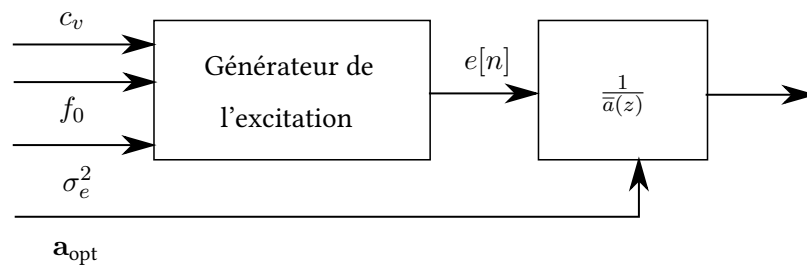 c_v
f_0
σ_e^2
a_opt
Générateur de
l'excitation
e[n]
1
a̅(z)